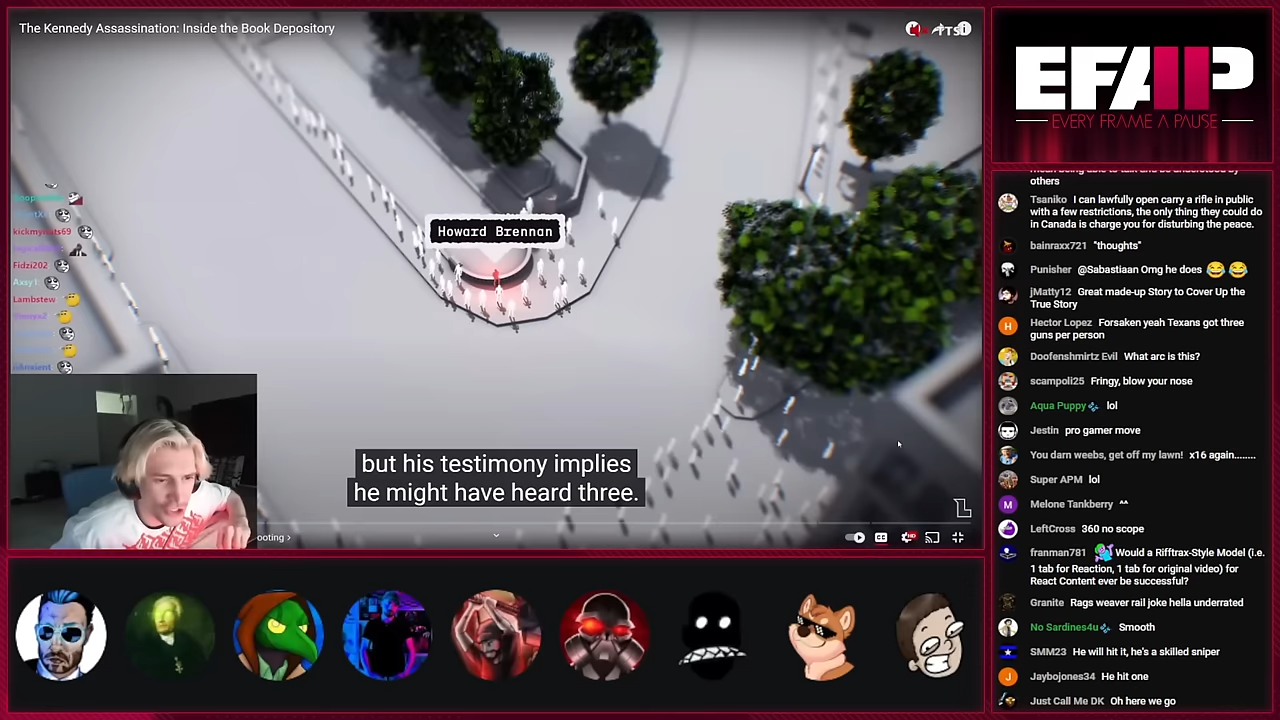 The Kennedy Assassination: Inside the Book Depository
Howard Brennan
kickmynuts69
Fidzi202
Axsy
Lambstew
but his testimony implies
he might have heard three.
ooting ›
CC
HD
EFAP
EVERY FRAME A PAUSE
others
Tsaniko I can lawfully open carry a rifle in public
with a few restrictions, the only thing they could do
in Canada is charge you for disturbing the peace.
bainraxx721 "thoughts"
Punisher @Sabastiaan Omg he does 😂 😂
jMatty12 Great made-up Story to Cover Up the
True Story
H
Hector Lopez Forsaken yeah Texans got three
guns per person
Doofenshmirtz Evil What arc is this?
scampoli25 Fringy, blow your nose
Aqua Puppy lol
Jestin pro gamer move
You darn weebs, get off my lawn! x16 again........
Super APM lol
M
Melone Tankberry ^^
LeftCross 360 no scope
franman781 Would a Rifftrax-Style Model (i.e.
1 tab for Reaction, 1 tab for original video) for
React Content ever be successful?
Granite Rags weaver rail joke hella underrated
No Sardines4u Smooth
SMM23 He will hit it, he's a skilled sniper
J
Jaybojones34 He hit one
Just Call Me DK Oh here we go